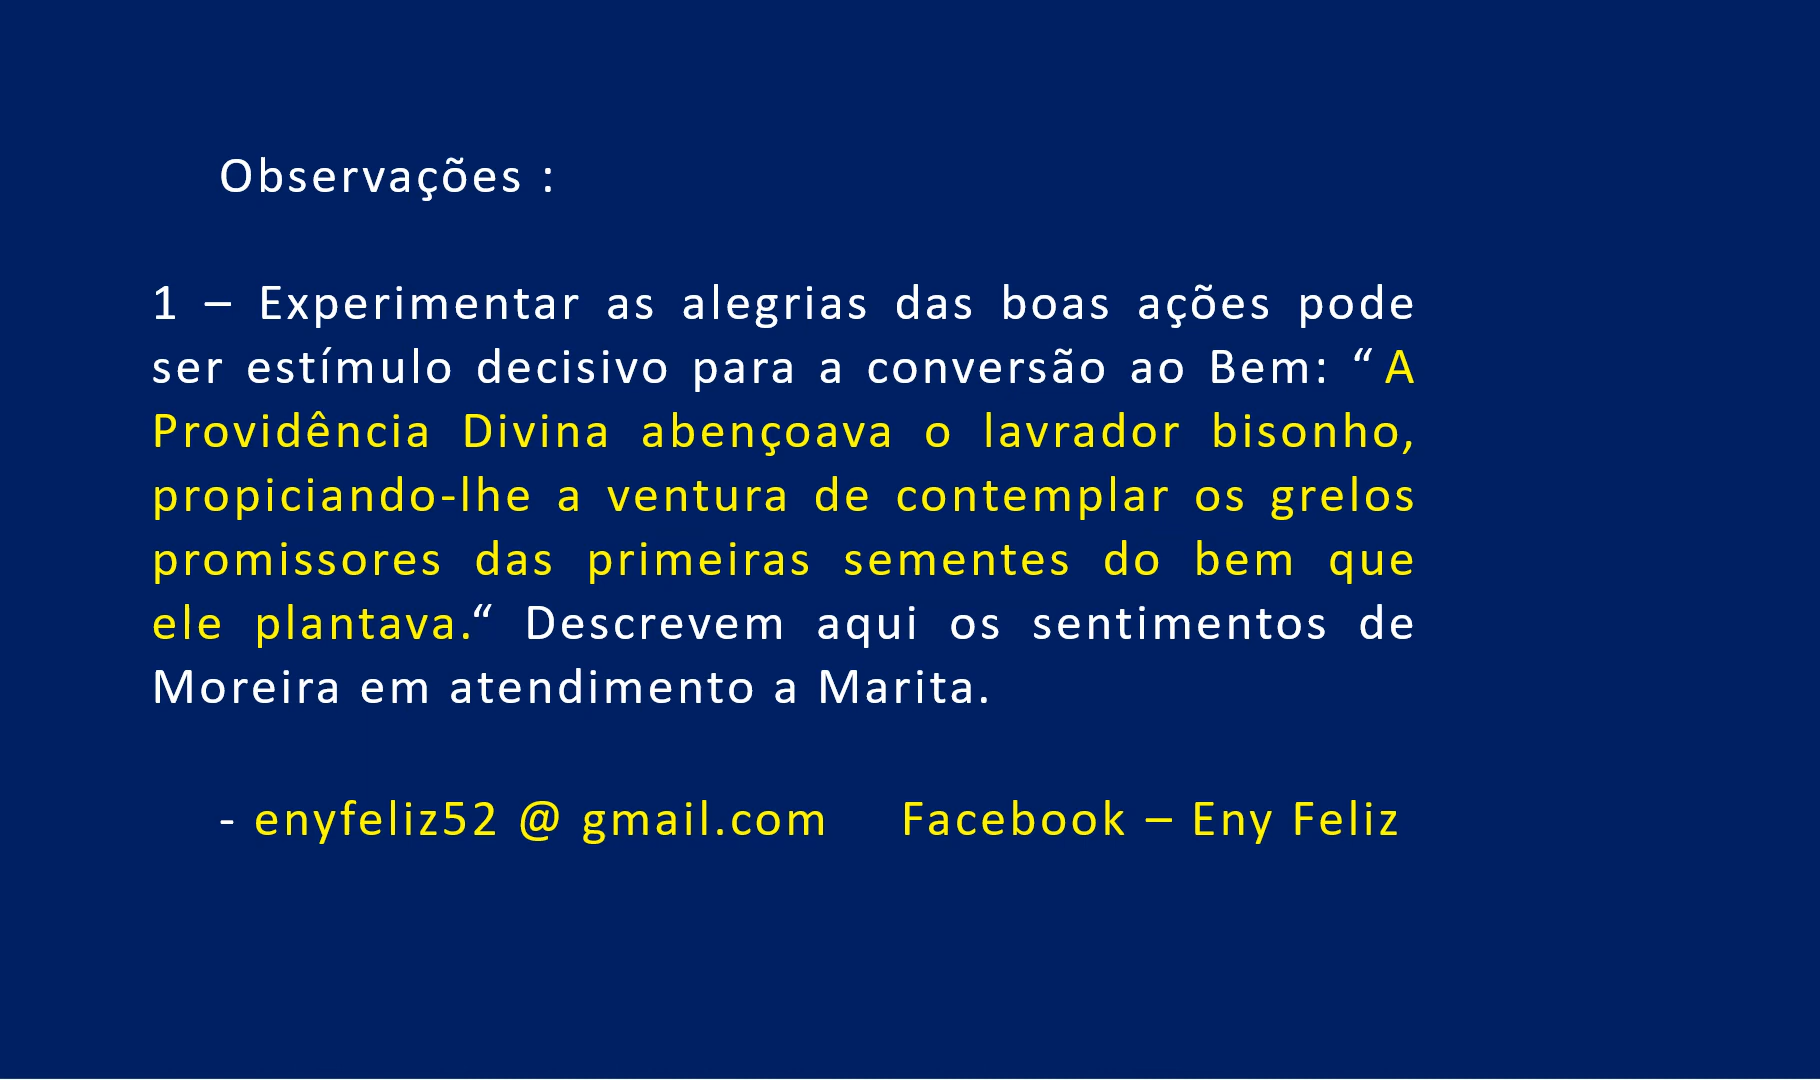 Observações :
1 – Experimentar as alegrias das boas ações pode
ser estímulo decisivo para a conversão ao Bem: “ A
Providência Divina abençoava o lavrador bisonho,
propiciando-lhe a ventura de contemplar os grelos
promissores das primeiras sementes do bem que
ele plantava.“ Descrevem aqui os sentimentos de
Moreira em atendimento a Marita.
- enyfeliz52 @ gmail.com Facebook – Eny Feliz